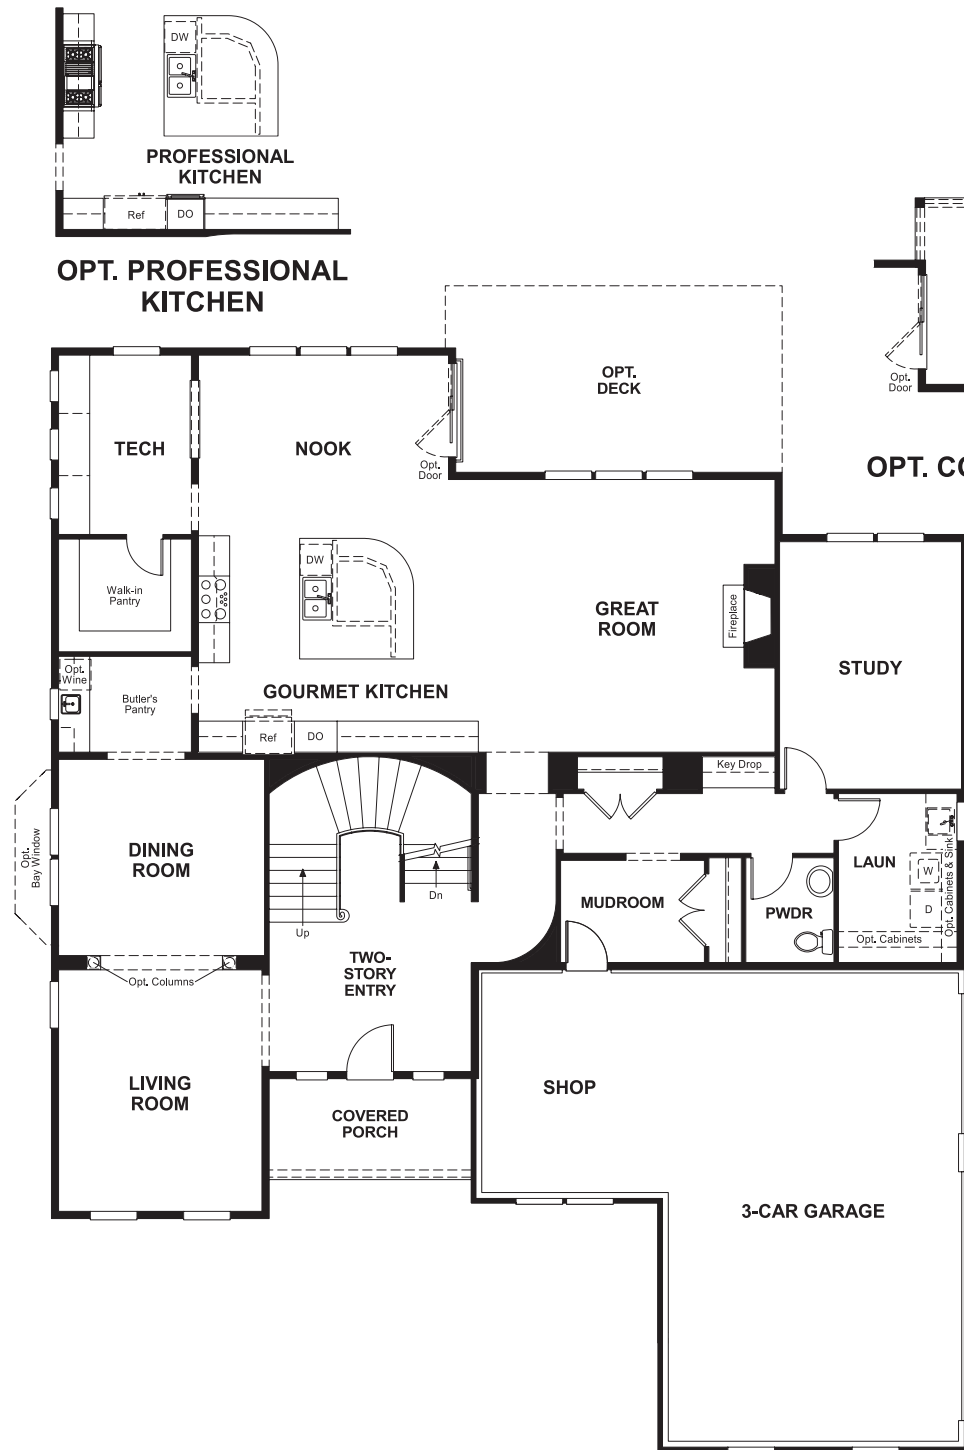 DW
PROFESSIONAL
KITCHEN
Ref
DO
OPT. PROFESSIONAL
KITCHEN
OPT.
DECK
Opt.
Door
OPT. CO
TECH
NOOK
Opt.
Door
DW
Walk-in
Pantry
GREAT
ROOM
Fireplace
STUDY
Opt.
Wine
Butler's
Pantry
GOURMET KITCHEN
Ref
DO
Key Drop
Opt.
Bay Window
DINING
ROOM
Up
Dn
MUDROOM
PWDR
LAUN
W
D
Opt. Cabinets & Sink
Opt. Cabinets
TWO-
STORY
ENTRY
Opt. Columns
LIVING
ROOM
COVERED
PORCH
SHOP
3-CAR GARAGE